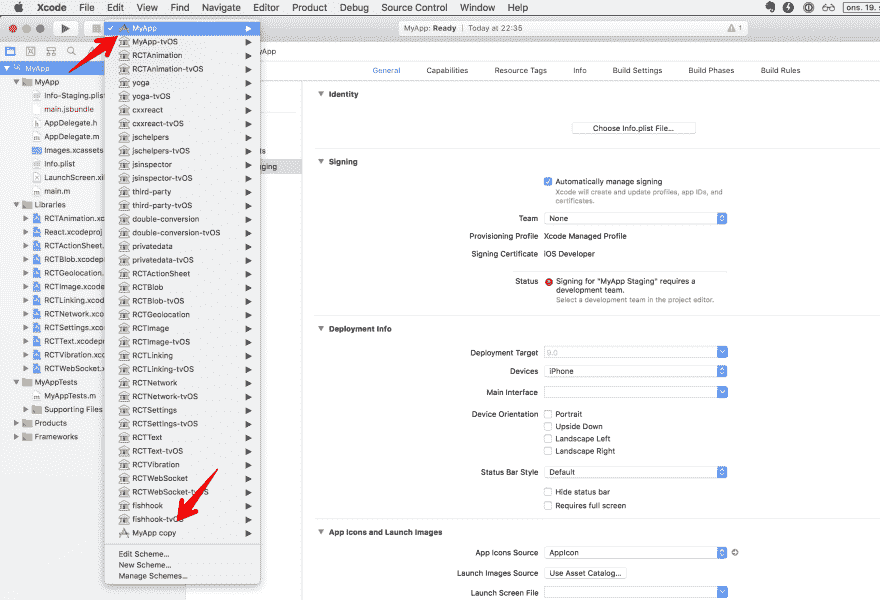 Xcode File Edit View Find Navigate Editor Product Debug Source Control Window Help
ons. 19. s
MyApp: Ready | Today at 22:35
1
MyApp
MyApp-tvOS
RCTAnimation
RCTAnimation-tvOS
yoga
yoga-tvOS
cxxreact
cxxreact-tvOS
jschelpers
jschelpers-tvOS
jsinspector
jsinspector-tvOS
third-party
third-party-tvOS
double-conversion
double-conversion-tvOS
privatedata
privatedata-tvOS
RCTActionSheet
RCTBlob
RCTBlob-tvOS
RCTGeolocation
RCTImage
RCTImage-tvOS
RCTLinking
RCTLinking-tvOS
RCTNetwork
RCTNetwork-tvOS
RCTSettings
RCTSettings-tvOS
RCTText
RCTText-tvOS
RCTVibration
RCTWebSocket
RCTWebSocket-tvOS
fishhook
fishhook-tvOS
MyApp copy
Edit Scheme...
New Scheme...
Manage Schemes...
MyApp
MyApp
Info-Staging.plist
main.jsbundle
AppDelegate.h
AppDelegate.m
Images.xcassets
Info.plist
LaunchScreen.xi
main.m
Libraries
RCTAnimation.xc
React.xcodeproj
RCTActionSheet.
RCTBlob.xcodep
RCTGeolocation.
RCTImage.xcode
RCTLinking.xcod
RCTNetwork.xco
RCTSettings.xco
RCTText.xcodepr
RCTVibration.xc
RCTWebSocket.x
MyAppTests
MyAppTests.m
Supporting Files
Products
Frameworks
yApp
ts
ging
General Capabilities Resource Tags Info Build Settings Build Phases Build Rules
Identity
Choose Info.plist File...
Signing
Automatically manage signing
Xcode will create and update profiles, app IDs, and
certificates.
Team None
Provisioning Profile Xcode Managed Profile
Signing Certificate iOS Developer
Status Signing for "MyApp Staging" requires a
development team.
Select a development team in the project editor.
Deployment Info
Deployment Target 9.0
Devices iPhone
Main Interface
Device Orientation Portrait
Upside Down
Landscape Left
Landscape Right
Status Bar Style Default
Hide status bar
Requires full screen
App Icons and Launch Images
App Icons Source AppIcon
Launch Images Source Use Asset Catalog...
Launch Screen File